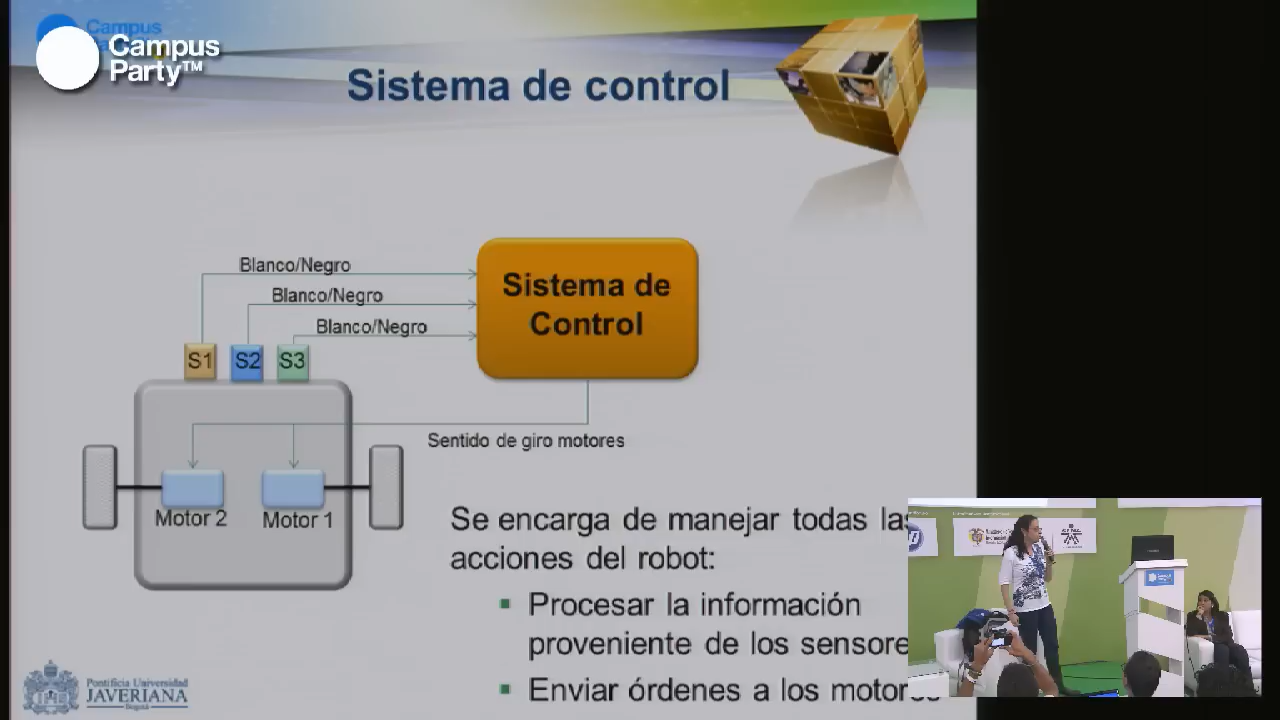 Campus
Party™
Sistema de control
Blanco/Negro
Blanco/Negro
Blanco/Negro
Sistema de
Control
S1 S2 S3
Sentido de giro motores
Motor 2 Motor 1
Se encarga de manejar todas las
acciones del robot:
▪ Procesar la información
proveniente de los sensore
▪ Enviar órdenes a los motores
Pontificia Universidad
JAVERIANA
Bogotá